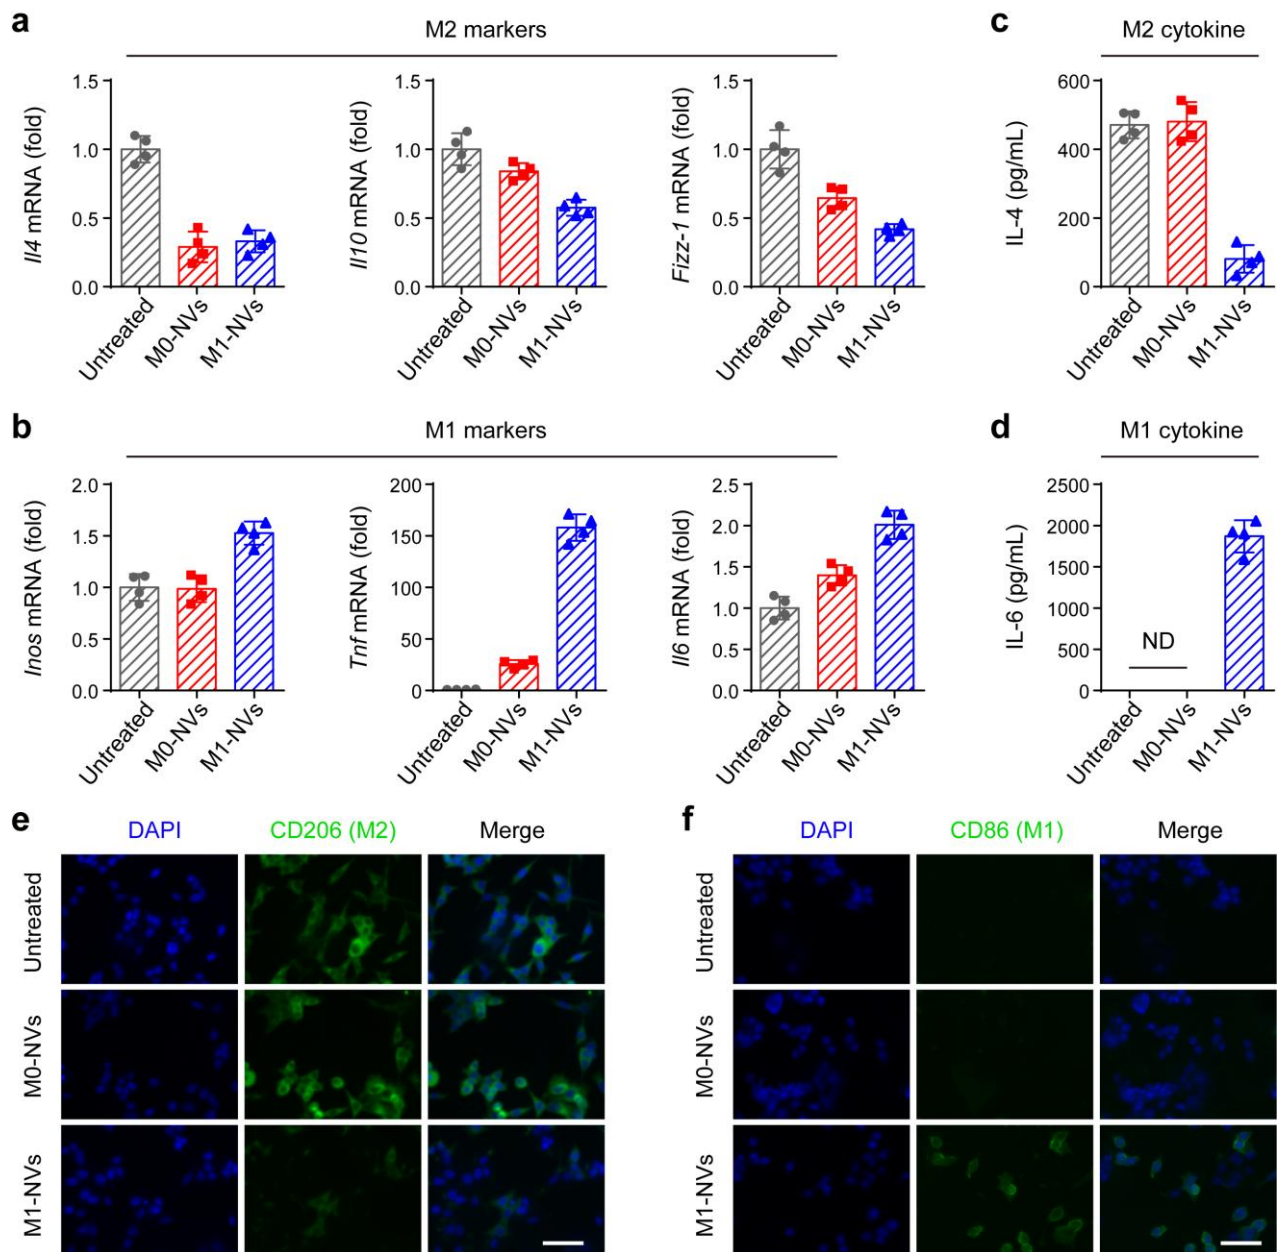 a
M2 markers
Il4 mRNA (fold)
1.5
1.0
0.5
0.0
Untreated
M0-NVs
M1-NVs
Il10 mRNA (fold)
1.5
1.0
0.5
0.0
Untreated
M0-NVs
M1-NVs
Fizz-1 mRNA (fold)
1.5
1.0
0.5
0.0
Untreated
M0-NVs
M1-NVs
c
M2 cytokine
IL-4 (pg/mL)
600
400
200
0
Untreated
M0-NVs
M1-NVs
b
M1 markers
Inos mRNA (fold)
2.0
1.5
1.0
0.5
0.0
Untreated
M0-NVs
M1-NVs
Tnf mRNA (fold)
200
150
100
50
0
Untreated
M0-NVs
M1-NVs
Il6 mRNA (fold)
2.5
2.0
1.5
1.0
0.5
0.0
Untreated
M0-NVs
M1-NVs
d
M1 cytokine
IL-6 (pg/mL)
2500
2000
1500
1000
500
0
ND
Untreated
M0-NVs
M1-NVs
e
DAPI
CD206 (M2)
Merge
Untreated
M0-NVs
M1-NVs
f
DAPI
CD86 (M1)
Merge
Untreated
M0-NVs
M1-NVs